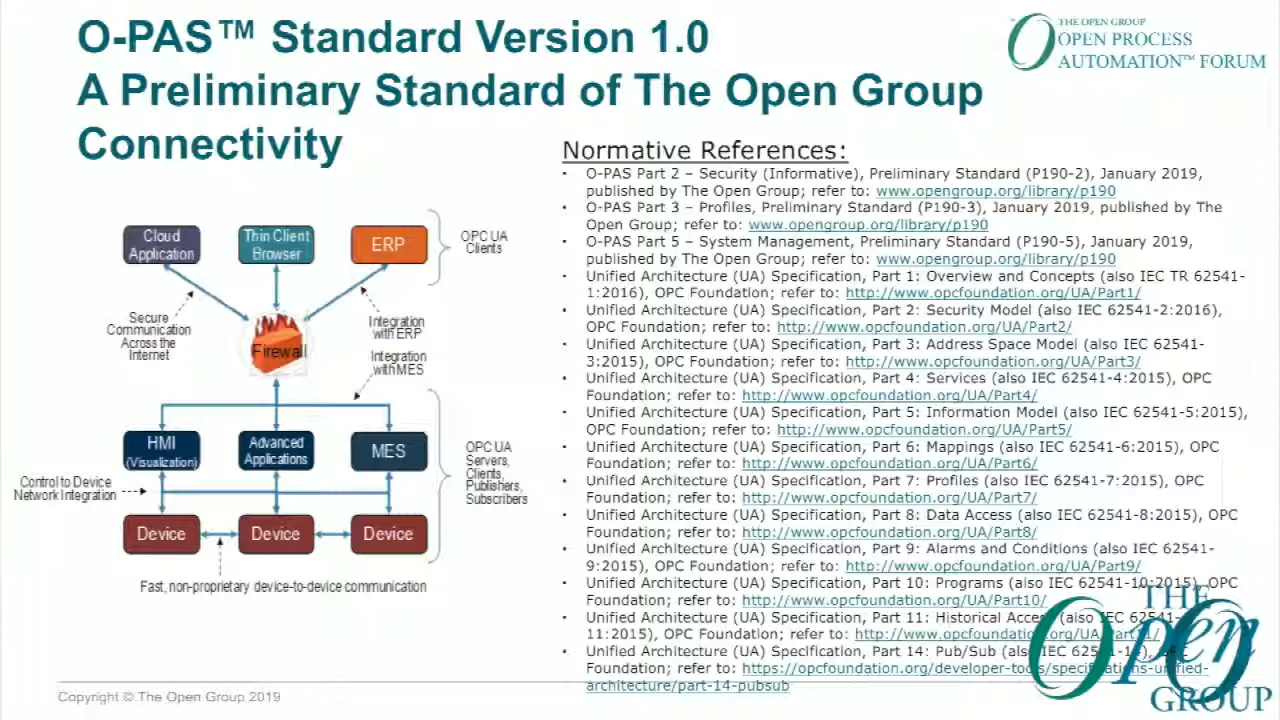 O-PAS™ Standard Version 1.0
A Preliminary Standard of The Open Group
Connectivity
THE OPEN GROUP
OPEN PROCESS
AUTOMATION™ FORUM
Cloud
Application
Thin Client
Browser
ERP
OPC UA
Clients
Secure
Communication
Across the
Internet
Firewall
Integration
with ERP
Integration
with MES
HMI
(Visualization)
Advanced
Applications
MES
OPC UA
Servers,
Clients,
Publishers,
Subscribers
Control to Device
Network Integration
Device
Device
Device
Fast, non-proprietary device-to-device communication
Normative References:
• O-PAS Part 2 – Security (Informative), Preliminary Standard (P190-2), January 2019,
published by The Open Group; refer to: www.opengroup.org/library/p190
• O-PAS Part 3 – Profiles, Preliminary Standard (P190-3), January 2019, published by The
Open Group; refer to: www.opengroup.org/library/p190
• O-PAS Part 5 – System Management, Preliminary Standard (P190-5), January 2019,
published by The Open Group; refer to: www.opengroup.org/library/p190
• Unified Architecture (UA) Specification, Part 1: Overview and Concepts (also IEC TR 62541-
1:2016), OPC Foundation; refer to: http://www.opcfoundation.org/UA/Part1/
• Unified Architecture (UA) Specification, Part 2: Security Model (also IEC 62541-2:2016),
OPC Foundation; refer to: http://www.opcfoundation.org/UA/Part2/
• Unified Architecture (UA) Specification, Part 3: Address Space Model (also IEC 62541-
3:2015), OPC Foundation; refer to: http://www.opcfoundation.org/UA/Part3/
• Unified Architecture (UA) Specification, Part 4: Services (also IEC 62541-4:2015), OPC
Foundation; refer to: http://www.opcfoundation.org/UA/Part4/
• Unified Architecture (UA) Specification, Part 5: Information Model (also IEC 62541-5:2015),
OPC Foundation; refer to: http://www.opcfoundation.org/UA/Part5/
• Unified Architecture (UA) Specification, Part 6: Mappings (also IEC 62541-6:2015), OPC
Foundation; refer to: http://www.opcfoundation.org/UA/Part6/
• Unified Architecture (UA) Specification, Part 7: Profiles (also IEC 62541-7:2015), OPC
Foundation; refer to: http://www.opcfoundation.org/UA/Part7/
• Unified Architecture (UA) Specification, Part 8: Data Access (also IEC 62541-8:2015), OPC
Foundation; refer to: http://www.opcfoundation.org/UA/Part8/
• Unified Architecture (UA) Specification, Part 9: Alarms and Conditions (also IEC 62541-
9:2015), OPC Foundation; refer to: http://www.opcfoundation.org/UA/Part9/
• Unified Architecture (UA) Specification, Part 10: Programs (also IEC 62541-10:2015), OPC
Foundation; refer to: http://www.opcfoundation.org/UA/Part10/
• Unified Architecture (UA) Specification, Part 11: Historical Access (also IEC 62541-
11:2015), OPC Foundation; refer to: http://www.opcfoundation.org/UA/Part11/
• Unified Architecture (UA) Specification, Part 14: Pub/Sub (also IEC
Foundation; refer to: https://opcfoundation.org/developer-tools/specifications-unified-
architecture/part-14-pubsub
THE
Open
GROUP
Copyright © The Open Group 2019